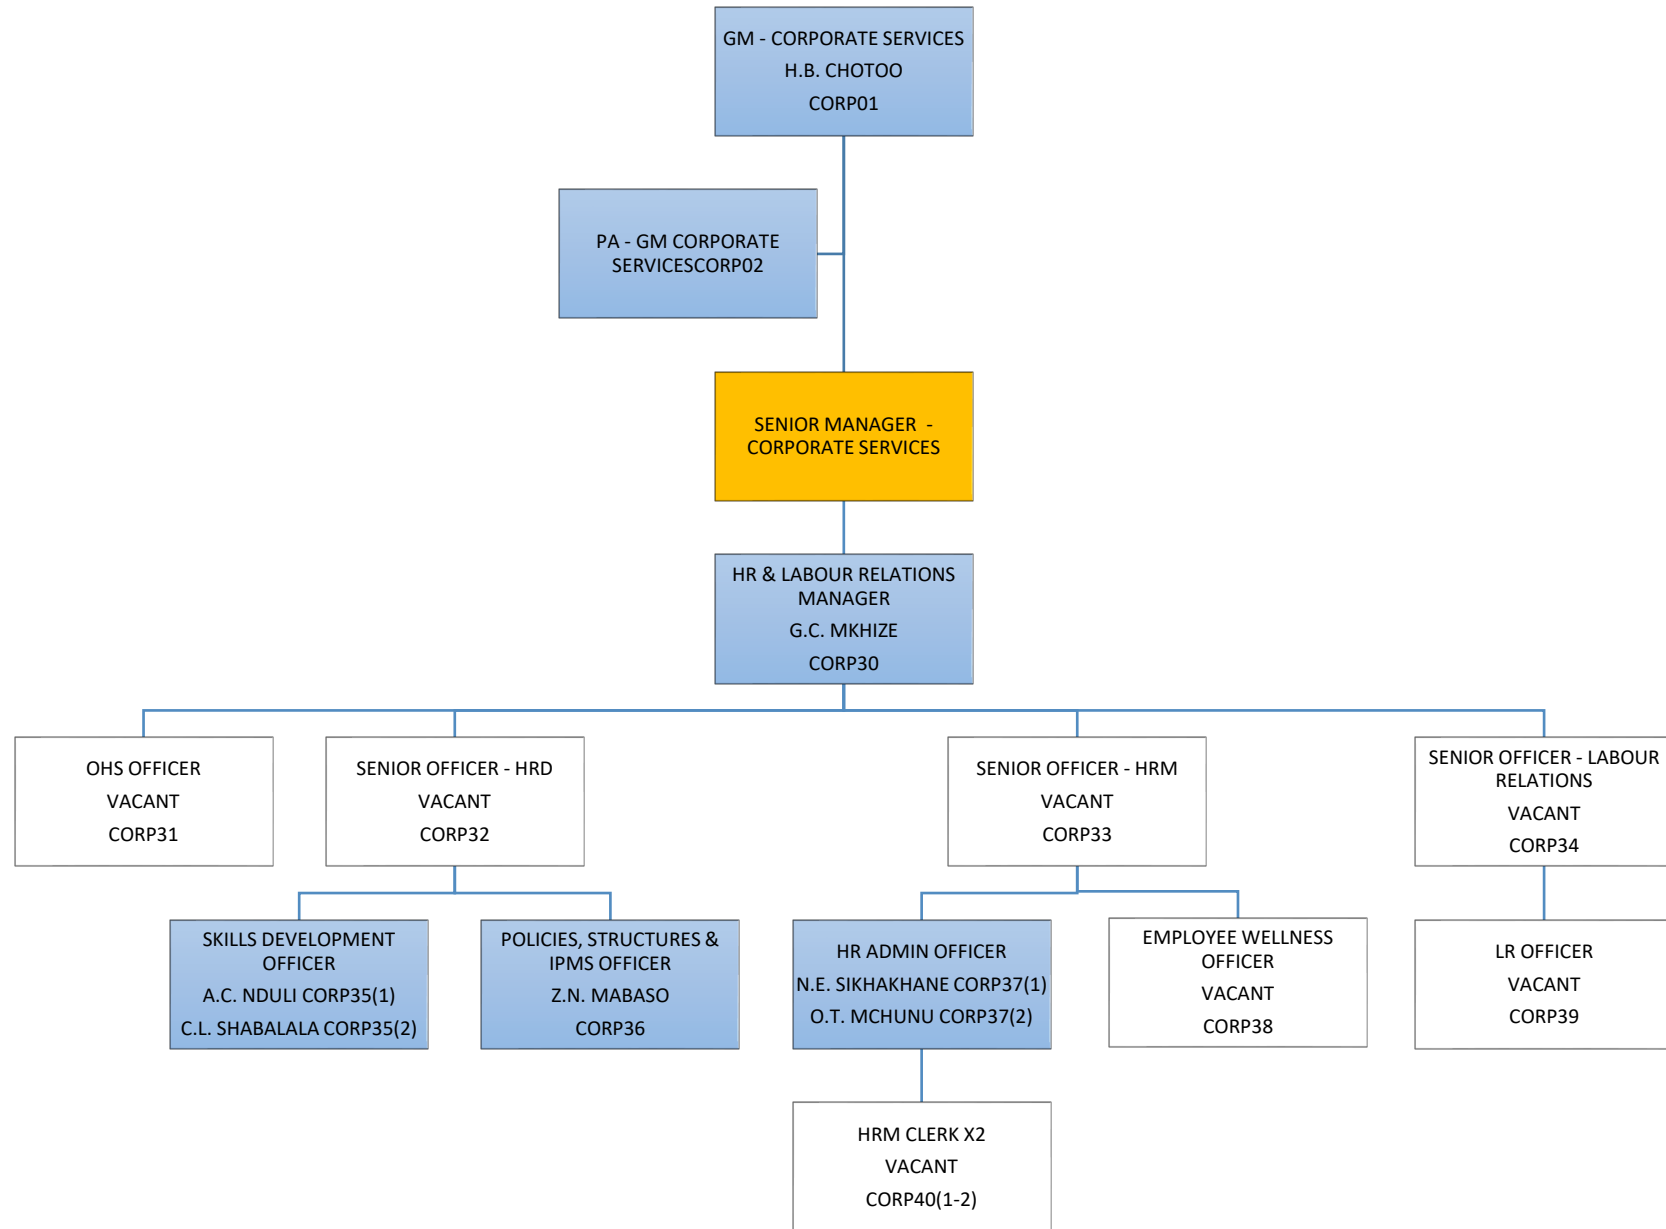 GM - CORPORATE SERVICES
H.B. CHOTOO
CORP01
PA - GM CORPORATE
SERVICESCORP02
SENIOR MANAGER -
CORPORATE SERVICES
HR & LABOUR RELATIONS
MANAGER
G.C. MKHIZE
CORP30
OHS OFFICER
VACANT
CORP31
SENIOR OFFICER - HRD
VACANT
CORP32
SENIOR OFFICER - HRM
VACANT
CORP33
SENIOR OFFICER - LABOUR
RELATIONS
VACANT
CORP34
SKILLS DEVELOPMENT
OFFICER
A.C. NDULI CORP35(1)
C.L. SHABALALA CORP35(2)
POLICIES, STRUCTURES &
IPMS OFFICER
Z.N. MABASO
CORP36
HR ADMIN OFFICER
N.E. SIKHAKHANE CORP37(1)
O.T. MCHUNU CORP37(2)
EMPLOYEE WELLNESS
OFFICER
VACANT
CORP38
LR OFFICER
VACANT
CORP39
HRM CLERK X2
VACANT
CORP40(1-2)